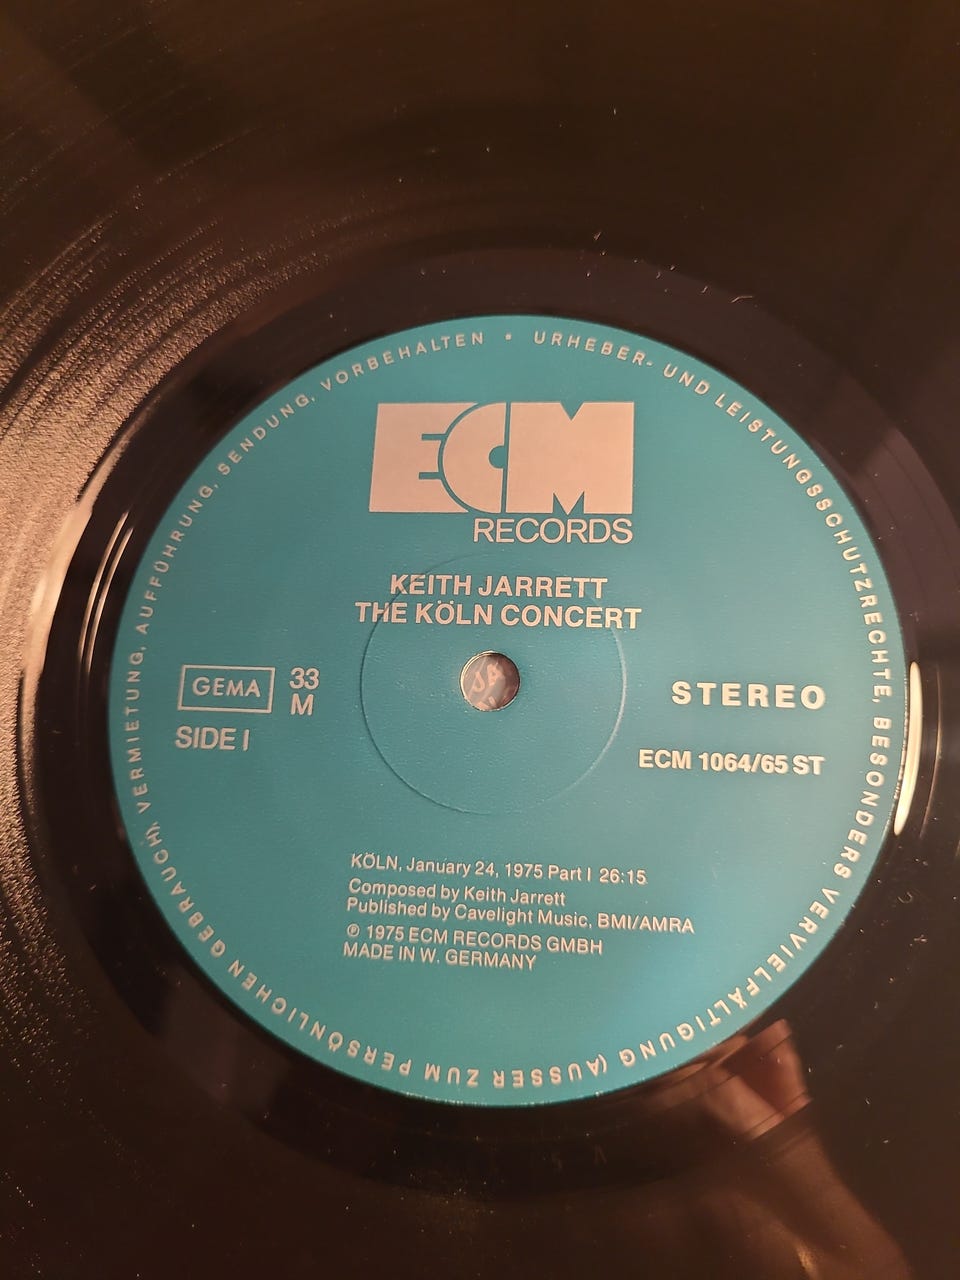 URHEBER- UND LEISTUNGSSCHUTZRECHTE, BESONDERS VERVIELFÄLTIGUNG (AUSSER ZUM PERSÖNLICHEN GEBRAUCH), VERMIETUNG, AUFFÜHRUNG, SENDUNG, VORBEHALTEN •
ECM
RECORDS
KEITH JARRETT
THE KÖLN CONCERT
GEMA 33
M
SIDE I
STEREO
ECM 1064/65 ST
KÖLN, January 24, 1975 Part I 26:15
Composed by Keith Jarrett
Published by Cavelight Music, BMI/AMRA
℗ 1975 ECM RECORDS GMBH
MADE IN W. GERMANY